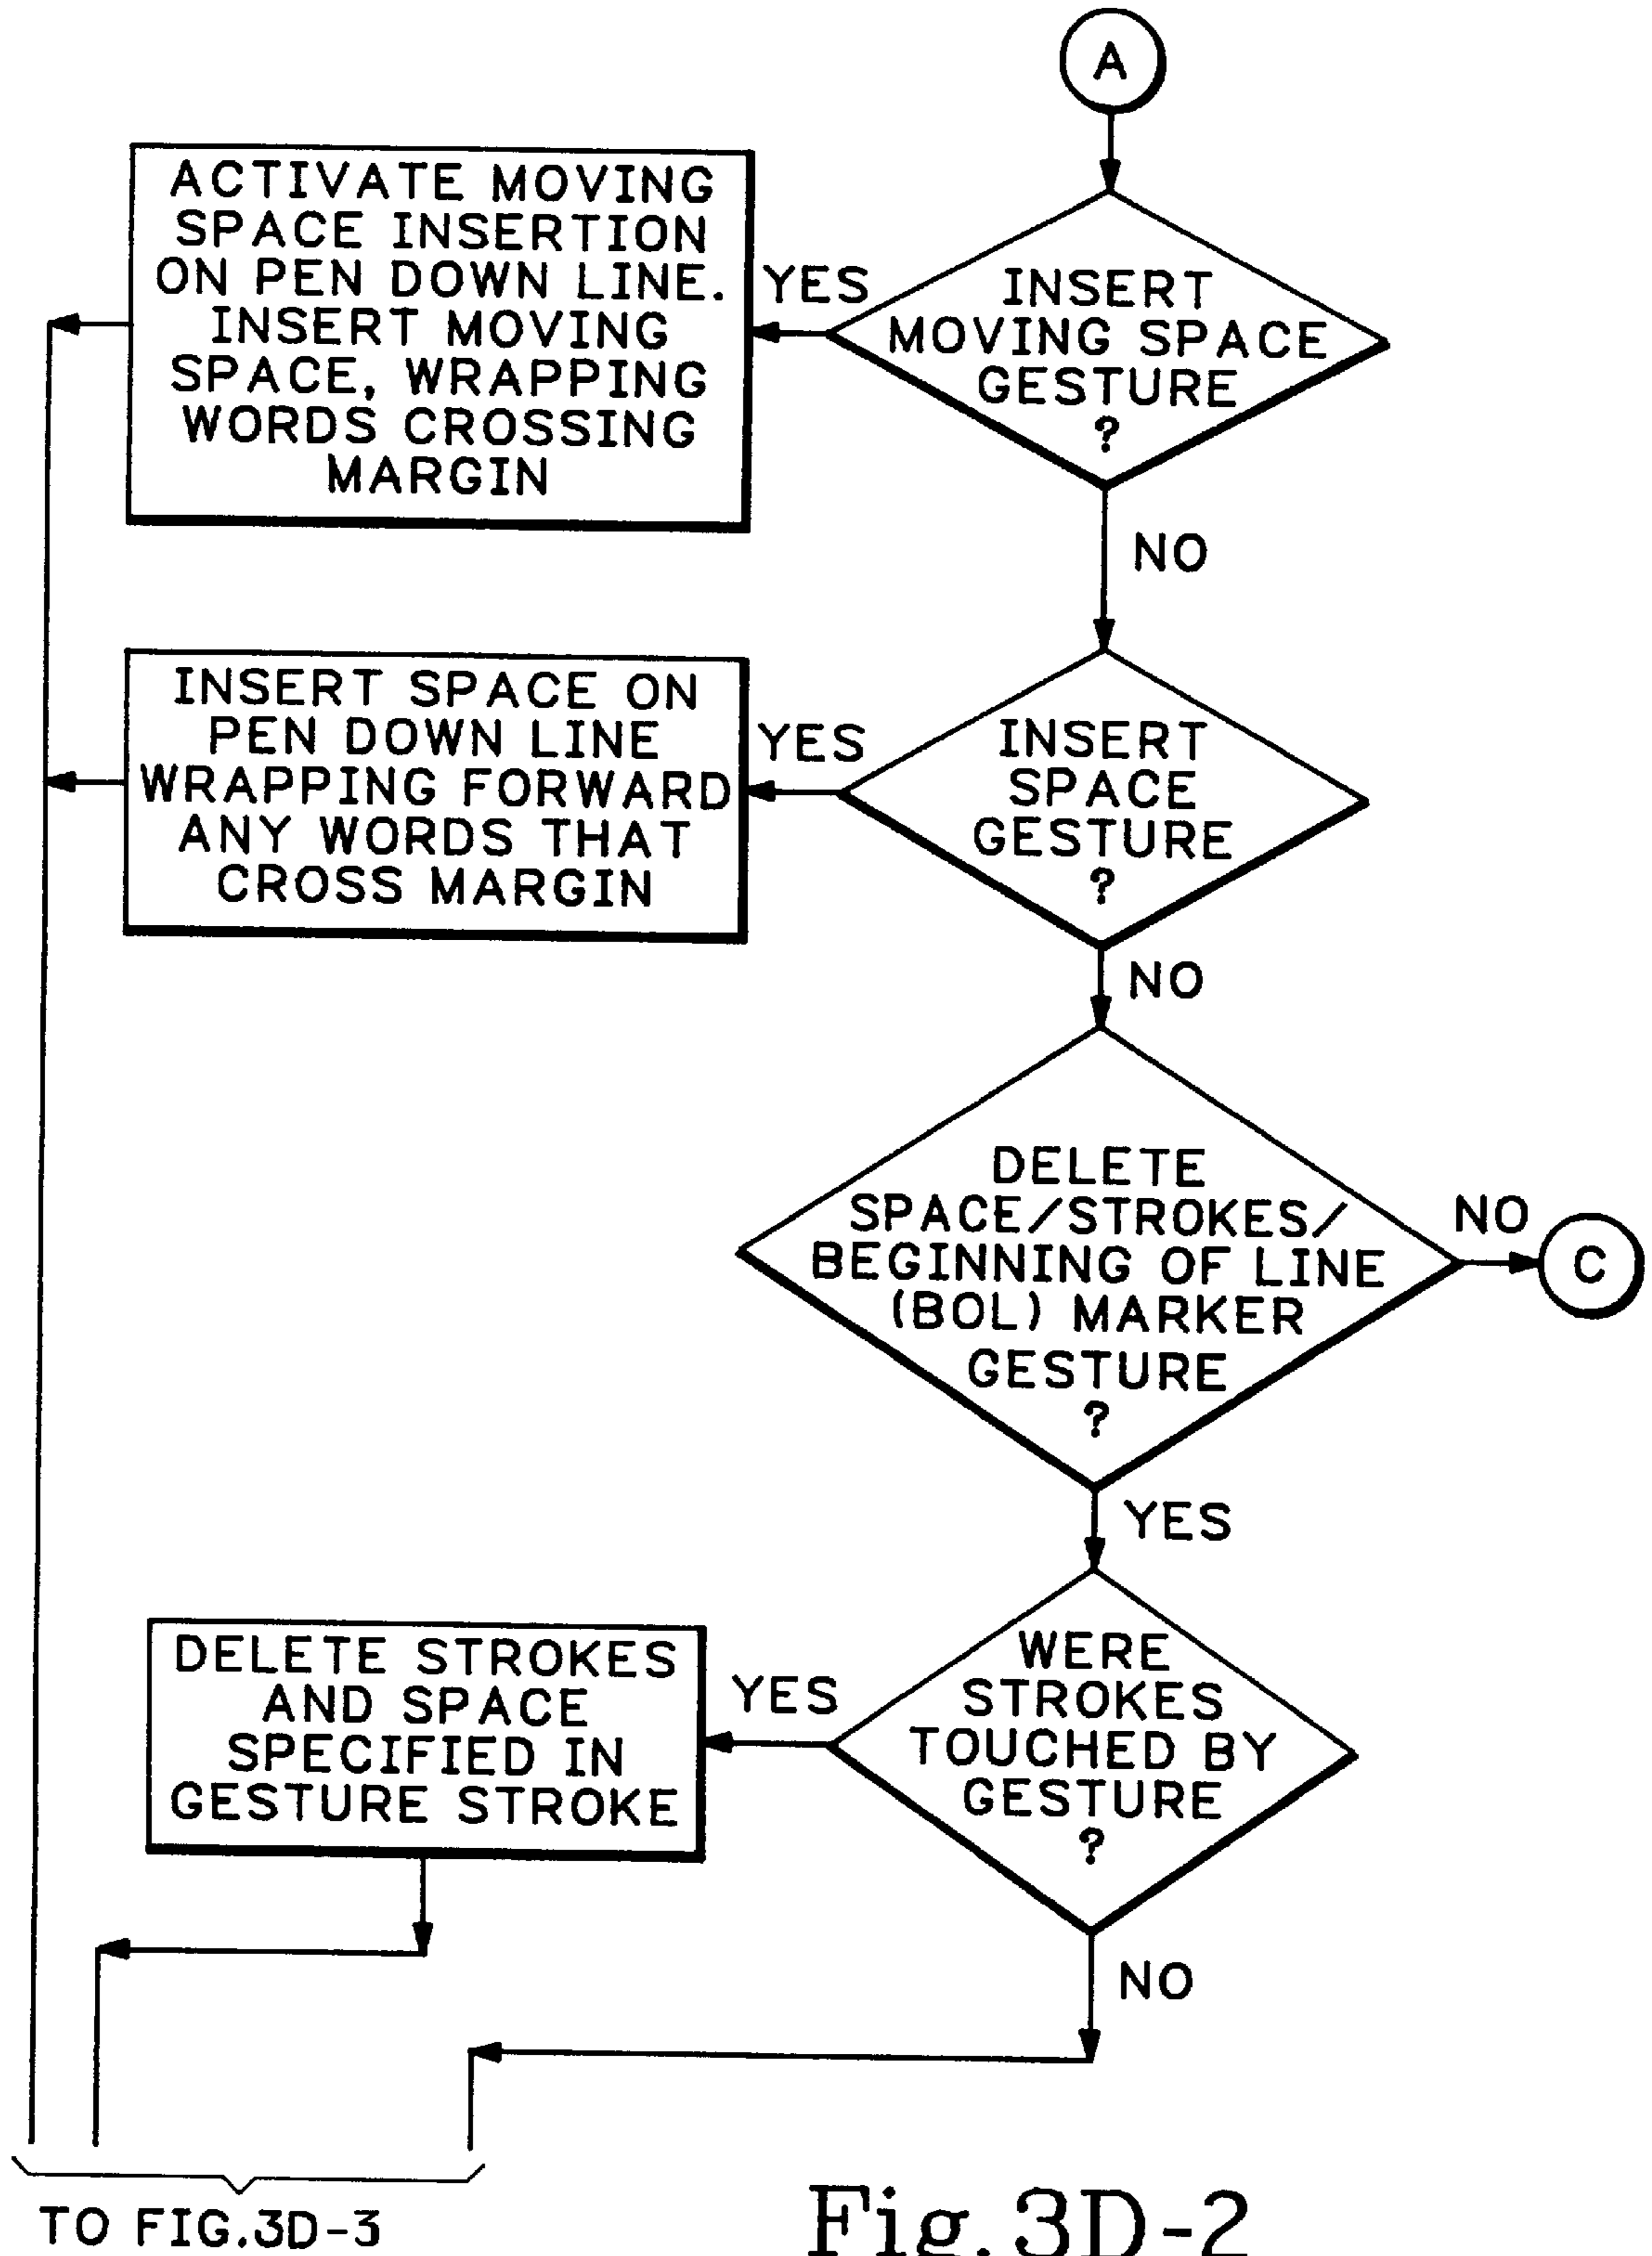 A
ACTIVATE MOVING
SPACE INSERTION
ON PEN DOWN LINE.
INSERT MOVING
SPACE, WRAPPING
WORDS CROSSING
MARGIN
YES
INSERT
MOVING SPACE
GESTURE
?
NO
INSERT SPACE ON
PEN DOWN LINE
WRAPPING FORWARD
ANY WORDS THAT
CROSS MARGIN
YES
INSERT
SPACE
GESTURE
?
NO
DELETE
SPACE/STROKES/
BEGINNING OF LINE
(BOL) MARKER
GESTURE
?
NO
C
YES
DELETE STROKES
AND SPACE
SPECIFIED IN
GESTURE STROKE
YES
WERE
STROKES
TOUCHED BY
GESTURE
?
NO
TO FIG.3D-3
Fig.3D-2